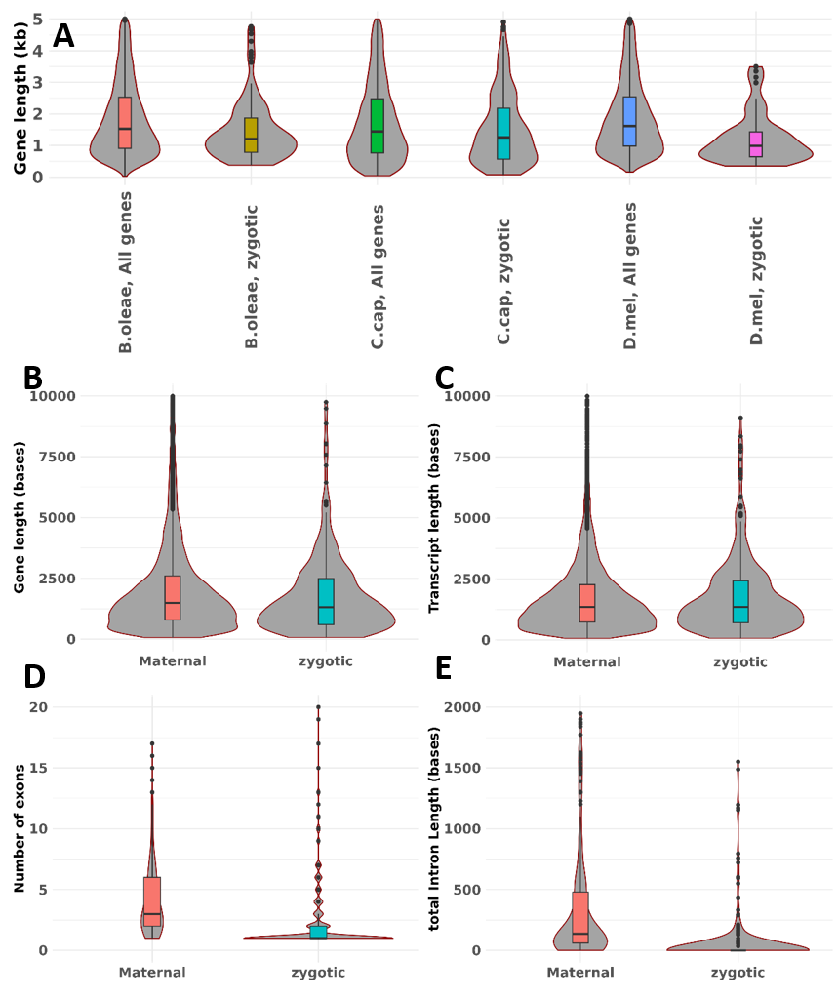 A
Gene length (kb)
5
4
3
2
1
0
B.oleae, All genes
B.oleae, zygotic
C.cap, All genes
C.cap, zygotic
D.mel, All genes
D.mel, zygotic
B
Gene length (bases)
10000
7500
5000
2500
0
Maternal
zygotic
C
Transcript length (bases)
10000
7500
5000
2500
0
Maternal
zygotic
D
Number of exons
20
15
10
5
0
Maternal
zygotic
E
total Intron Length (bases)
2000
1500
1000
500
0
Maternal
zygotic